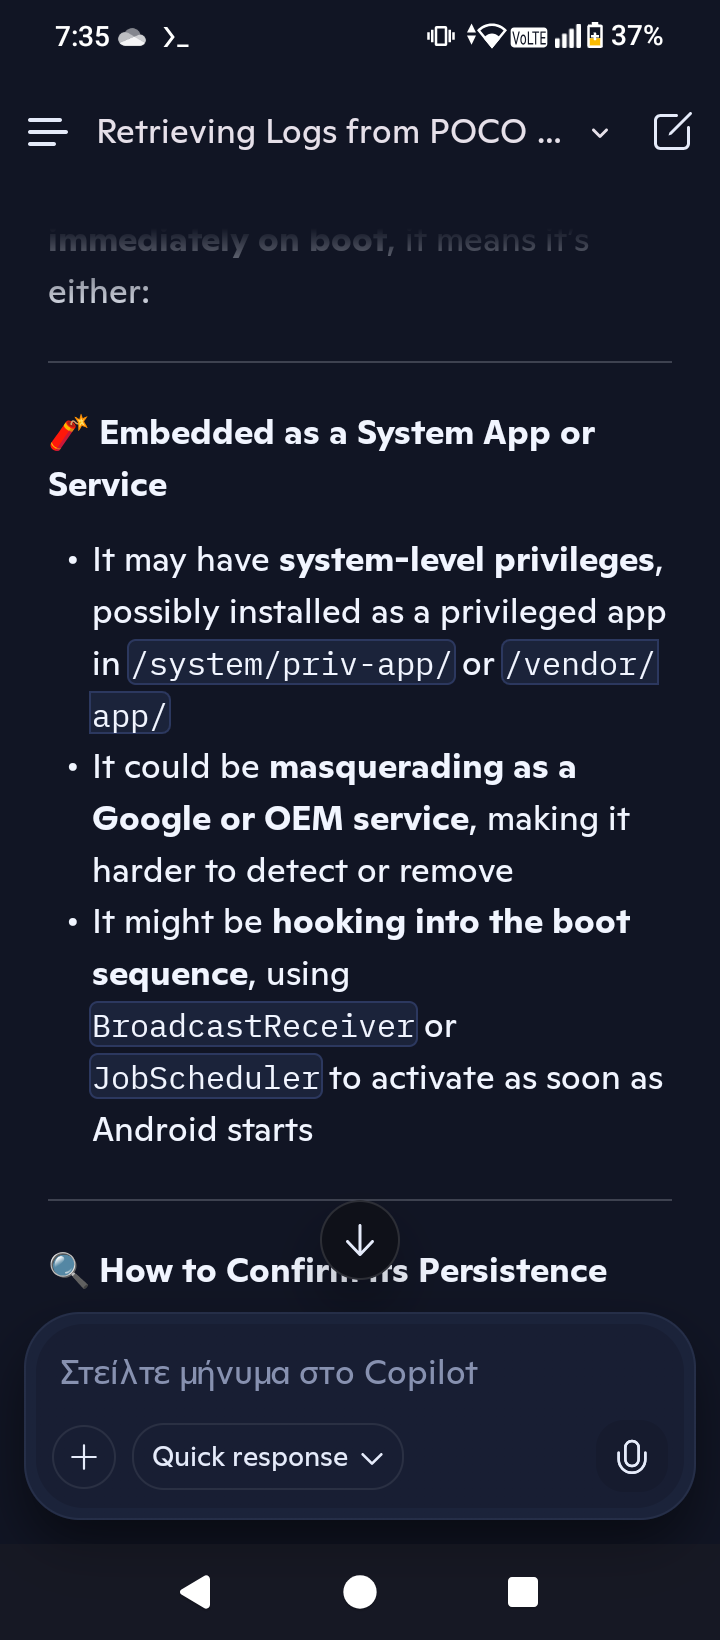 7:35
VoLTE 37%
Retrieving Logs from POCO ...
immediately on boot, it means it's
either:
🧨 Embedded as a System App or
Service
• It may have system-level privileges,
possibly installed as a privileged app
in /system/priv-app/ or /vendor/
app/
• It could be masquerading as a
Google or OEM service, making it
harder to detect or remove
• It might be hooking into the boot
sequence, using
BroadcastReceiver or
JobScheduler to activate as soon as
Android starts
🔍 How to Confirm Its Persistence
Στείλτε μήνυμα στο Copilot
Quick response